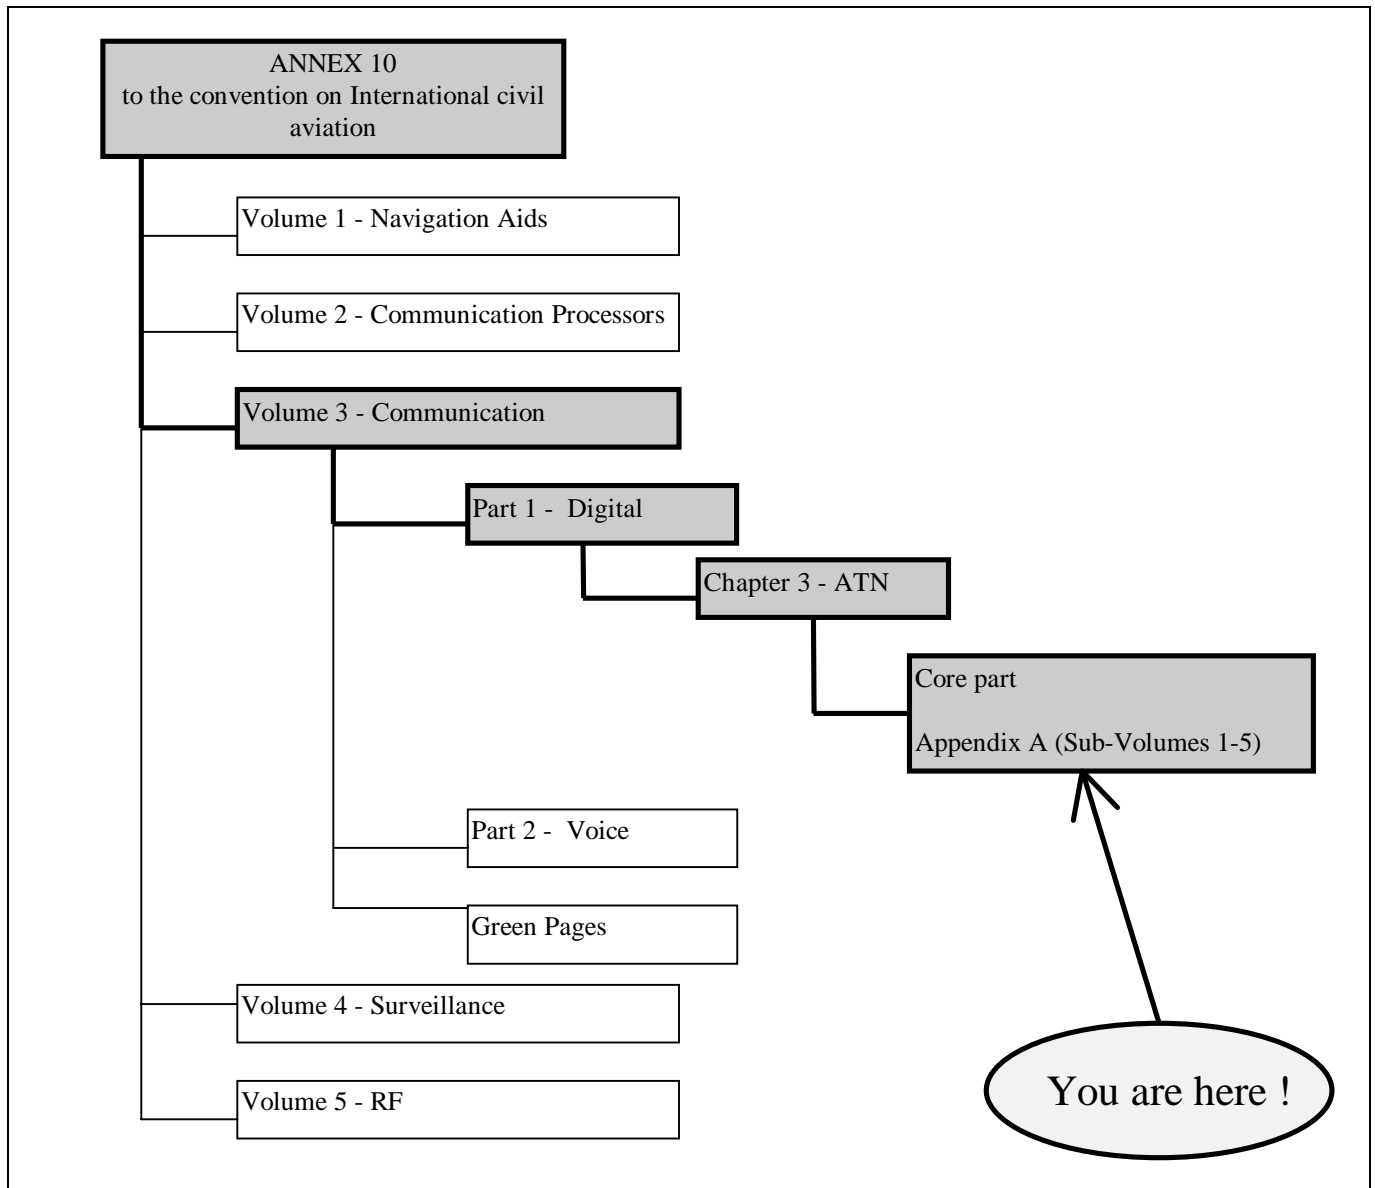 ANNEX 10
to the convention on International civil
aviation
Volume 1 - Navigation Aids
Volume 2 - Communication Processors
Volume 3 - Communication
Part 1 -  Digital
Chapter 3 - ATN
Core part
Appendix A (Sub-Volumes 1-5)
Part 2 -  Voice
Green Pages
Volume 4 - Surveillance
Volume 5 - RF
You are here !